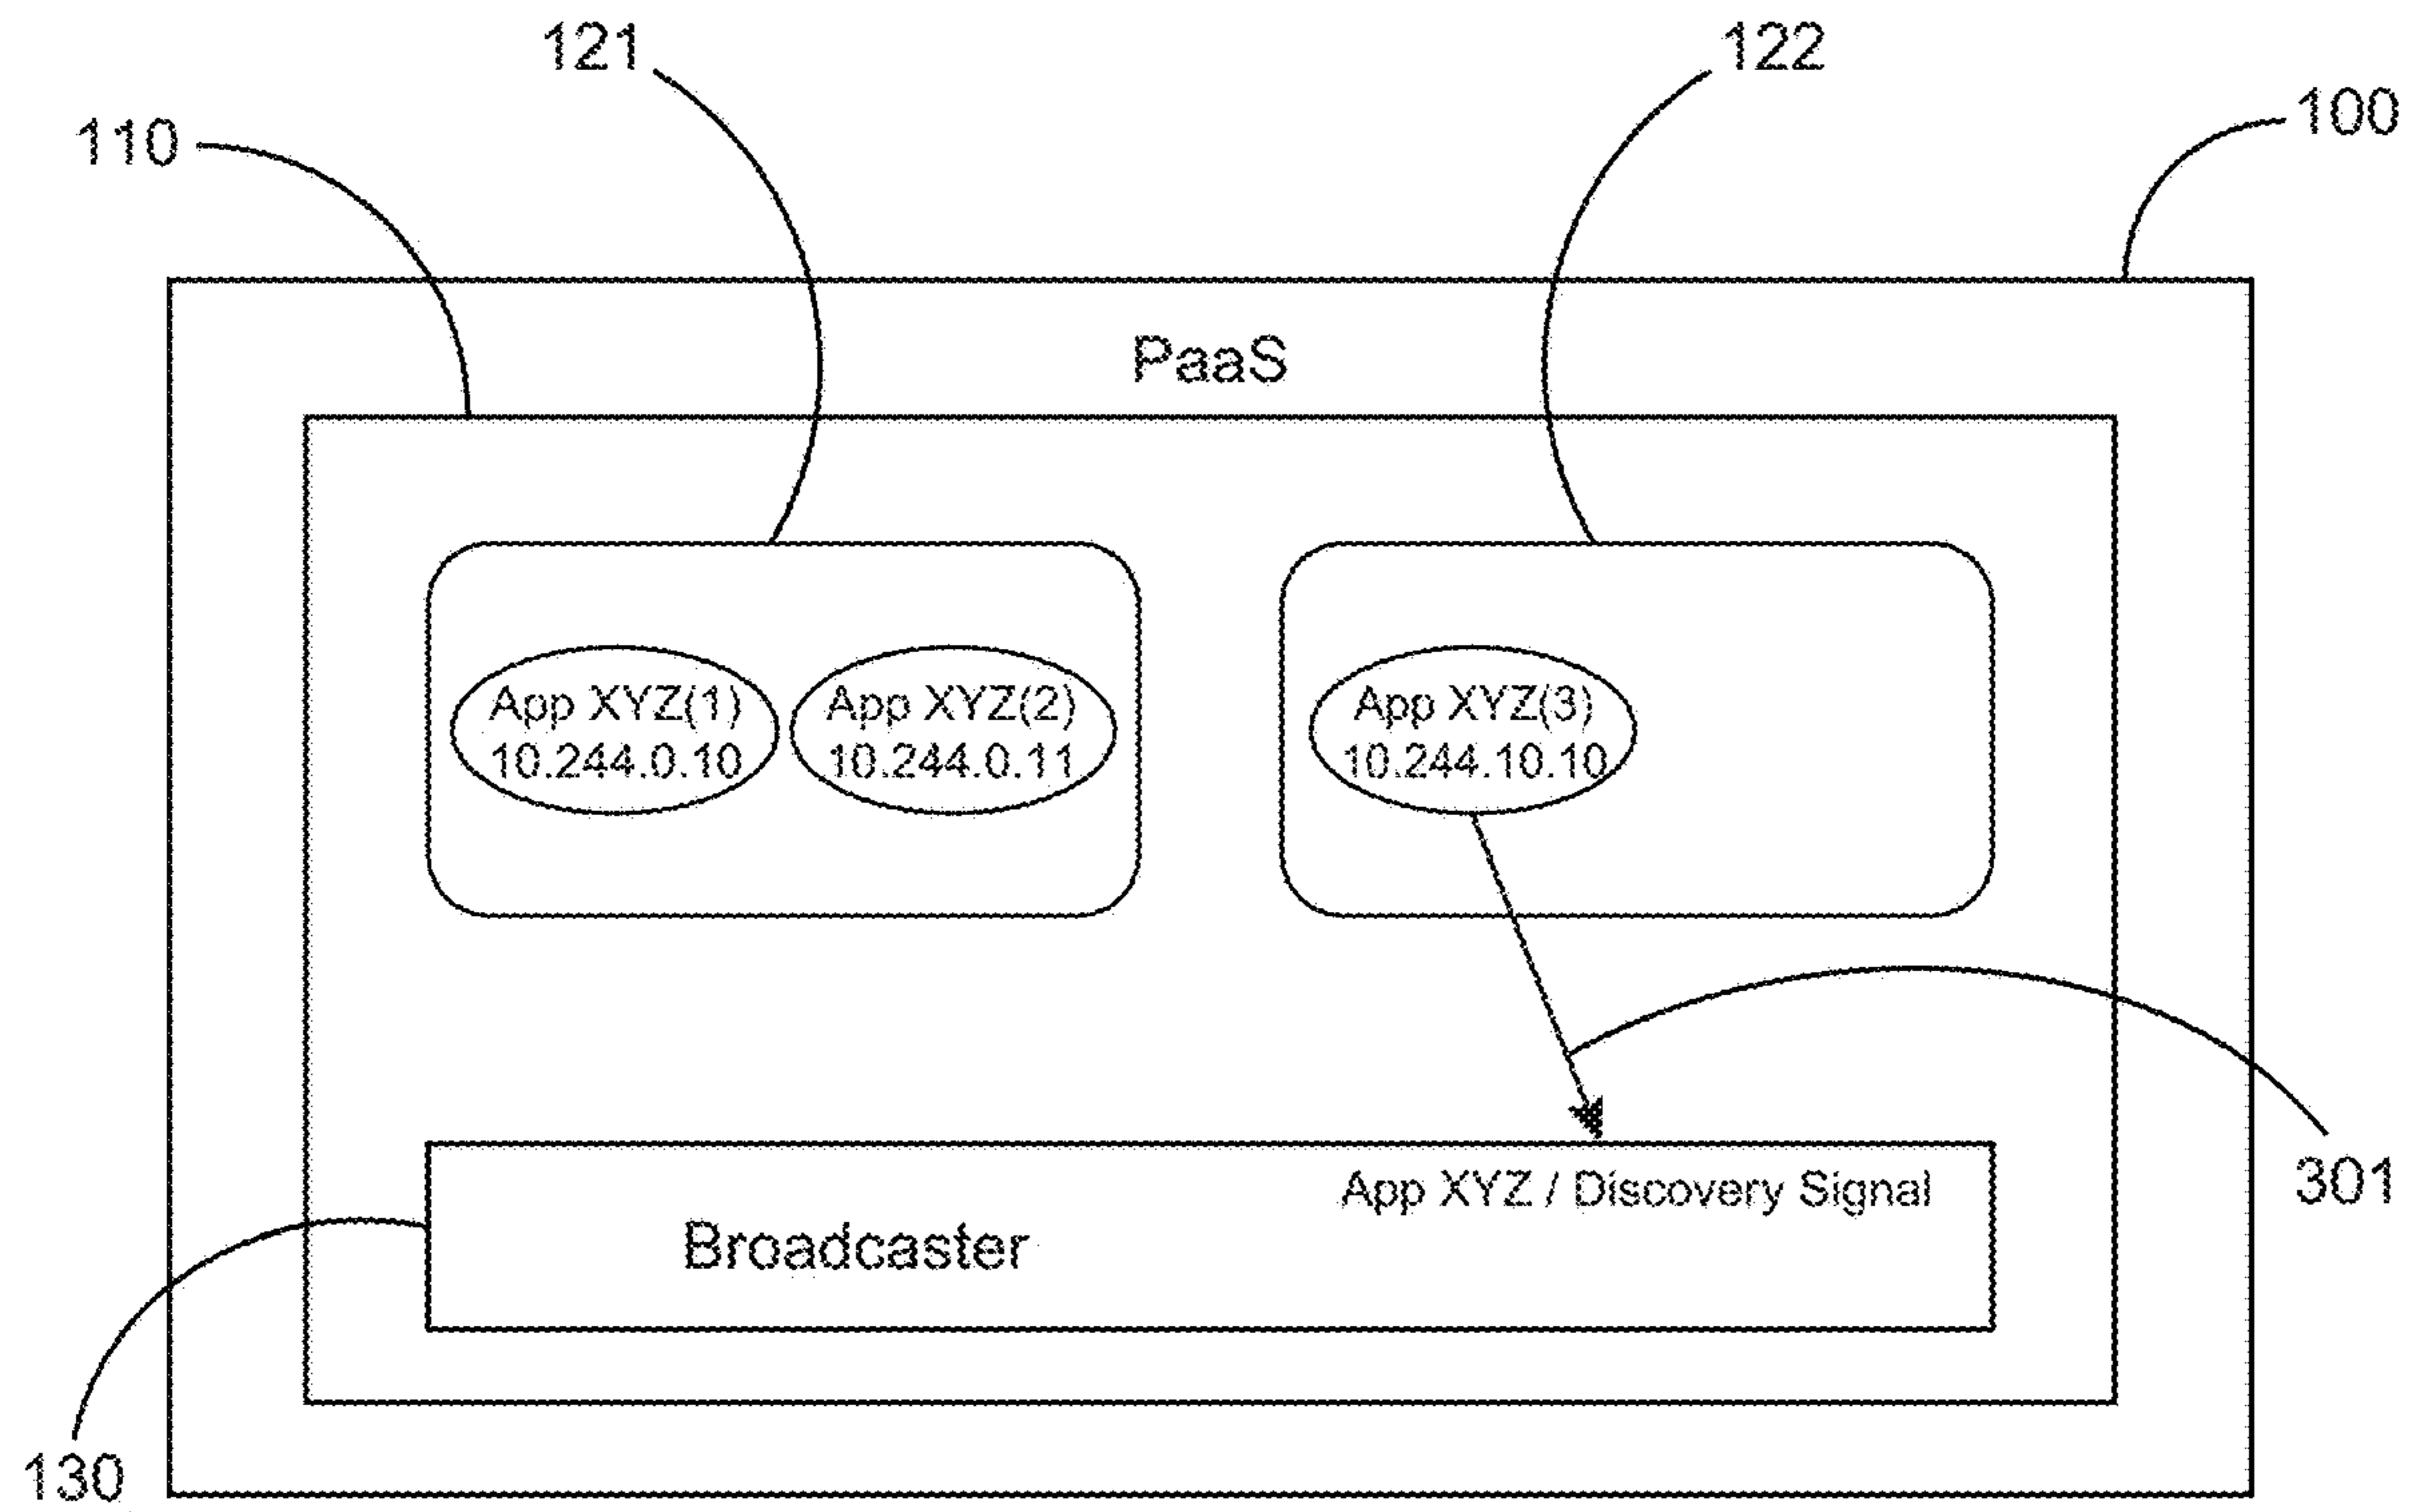 121
122
100
110
PaaS
App XYZ(1)
10.244.0.10
App XYZ(2)
10.244.0.11
App XYZ(3)
10.244.10.10
App XYZ / Discovery Signal
Broadcaster
301
130